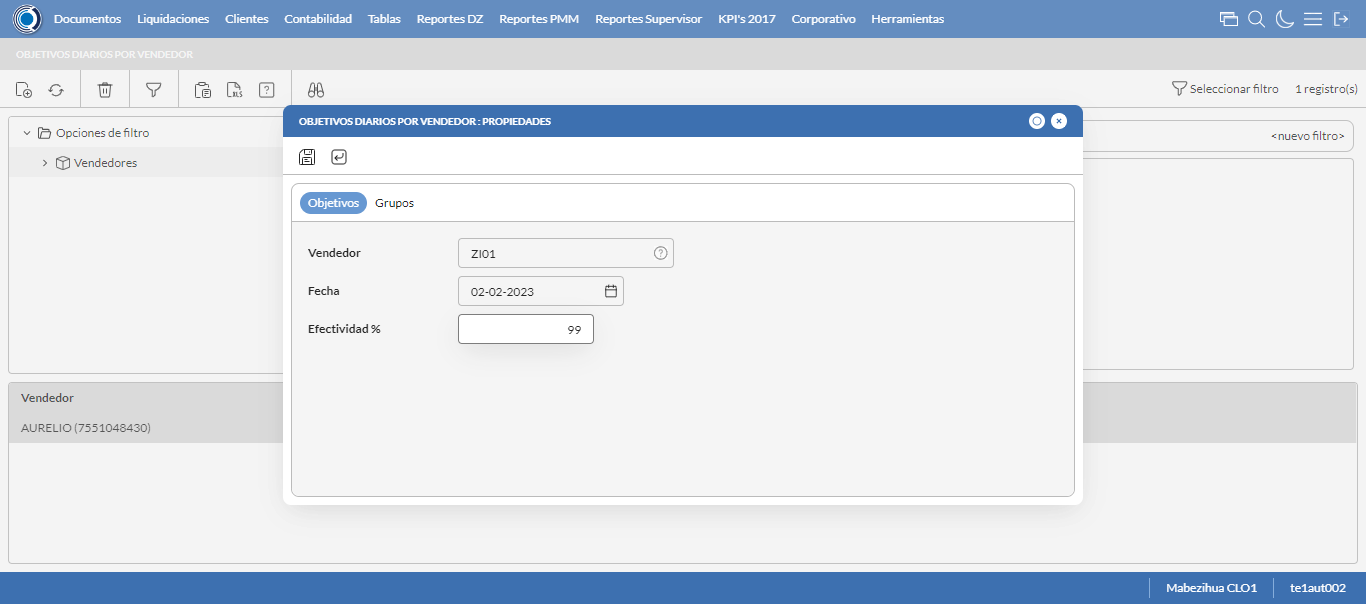 Documentos Liquidaciones Clientes Contabilidad Tablas Reportes DZ Reportes PMM Reportes Supervisor KPI's 2017 Corporativo Herramientas
OBJETIVOS DIARIOS POR VENDEDOR
XLS ? Seleccionar filtro 1 registro(s)
OBJETIVOS DIARIOS POR VENDEDOR : PROPIEDADES
Opciones de filtro
<nuevo filtro>
Vendedores
Objetivos Grupos
Vendedor ZI01 ?
Fecha 02-02-2023
Efectividad % 99
Vendedor
AURELIO (7551048430)
Mabezihua CLO1 te1aut002